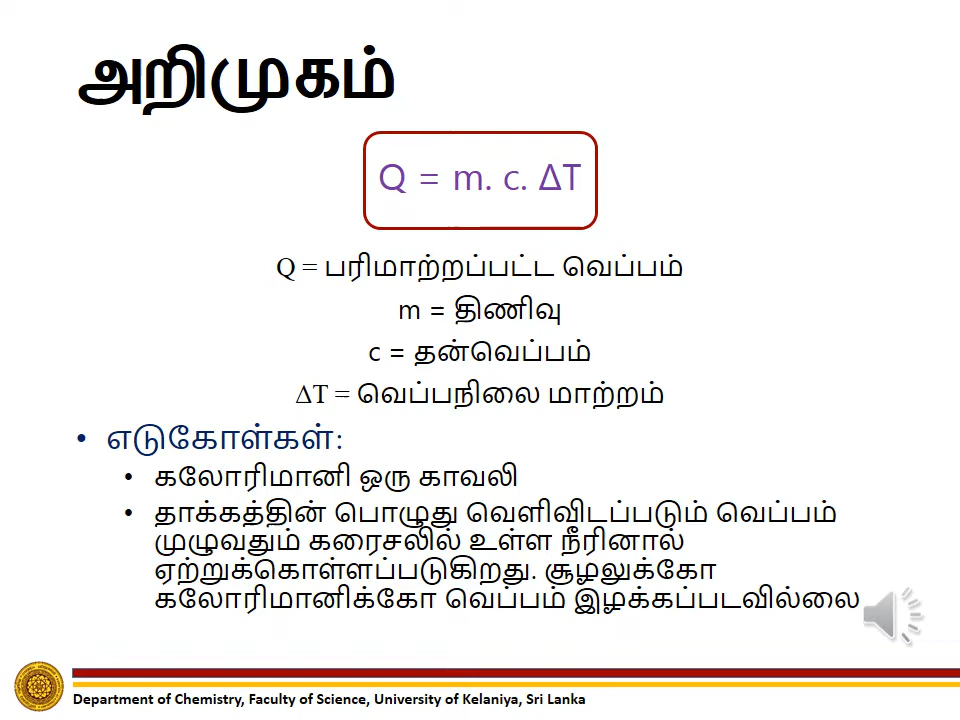 அறிமுகம்
Q = m. c. ΔT
Q = பரிமாற்றப்பட்ட வெப்பம்
m = திணிவு
c = தன்வெப்பம்
ΔT = வெப்பநிலை மாற்றம்
• எடுகோள்கள்:
• கலோரிமானி ஒரு காவலி
• தாக்கத்தின் பொழுது வெளிவிடப்படும் வெப்பம்
முழுவதும் கரைசலில் உள்ள நீரினால்
ஏற்றுக்கொள்ளப்படுகிறது. சூழலுக்கோ
கலோரிமானிக்கோ வெப்பம் இழக்கப்படவில்லை
Department of Chemistry, Faculty of Science, University of Kelaniya, Sri Lanka